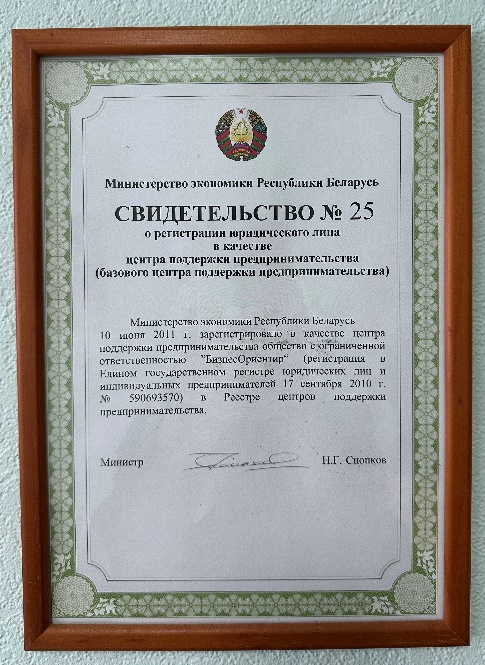 Министерство экономики Республики Беларусь
СВИДЕТЕЛЬСТВО № 25
о регистрации юридического лица
в качестве
центра поддержки предпринимательства
(базового центра поддержки предпринимательства)
Министерство экономики Республики Беларусь
10 июня 2011 г. зарегистрировало в качестве центра
поддержки предпринимательства общество с ограниченной
ответственностью "БизнесОриентир" (регистрация в
Едином государственном регистре юридических лиц и
индивидуальных предпринимателей 17 сентября 2010 г.
№ 590693570) в Реестре центров поддержки
предпринимательства.
Министр Н.Г. Снопков